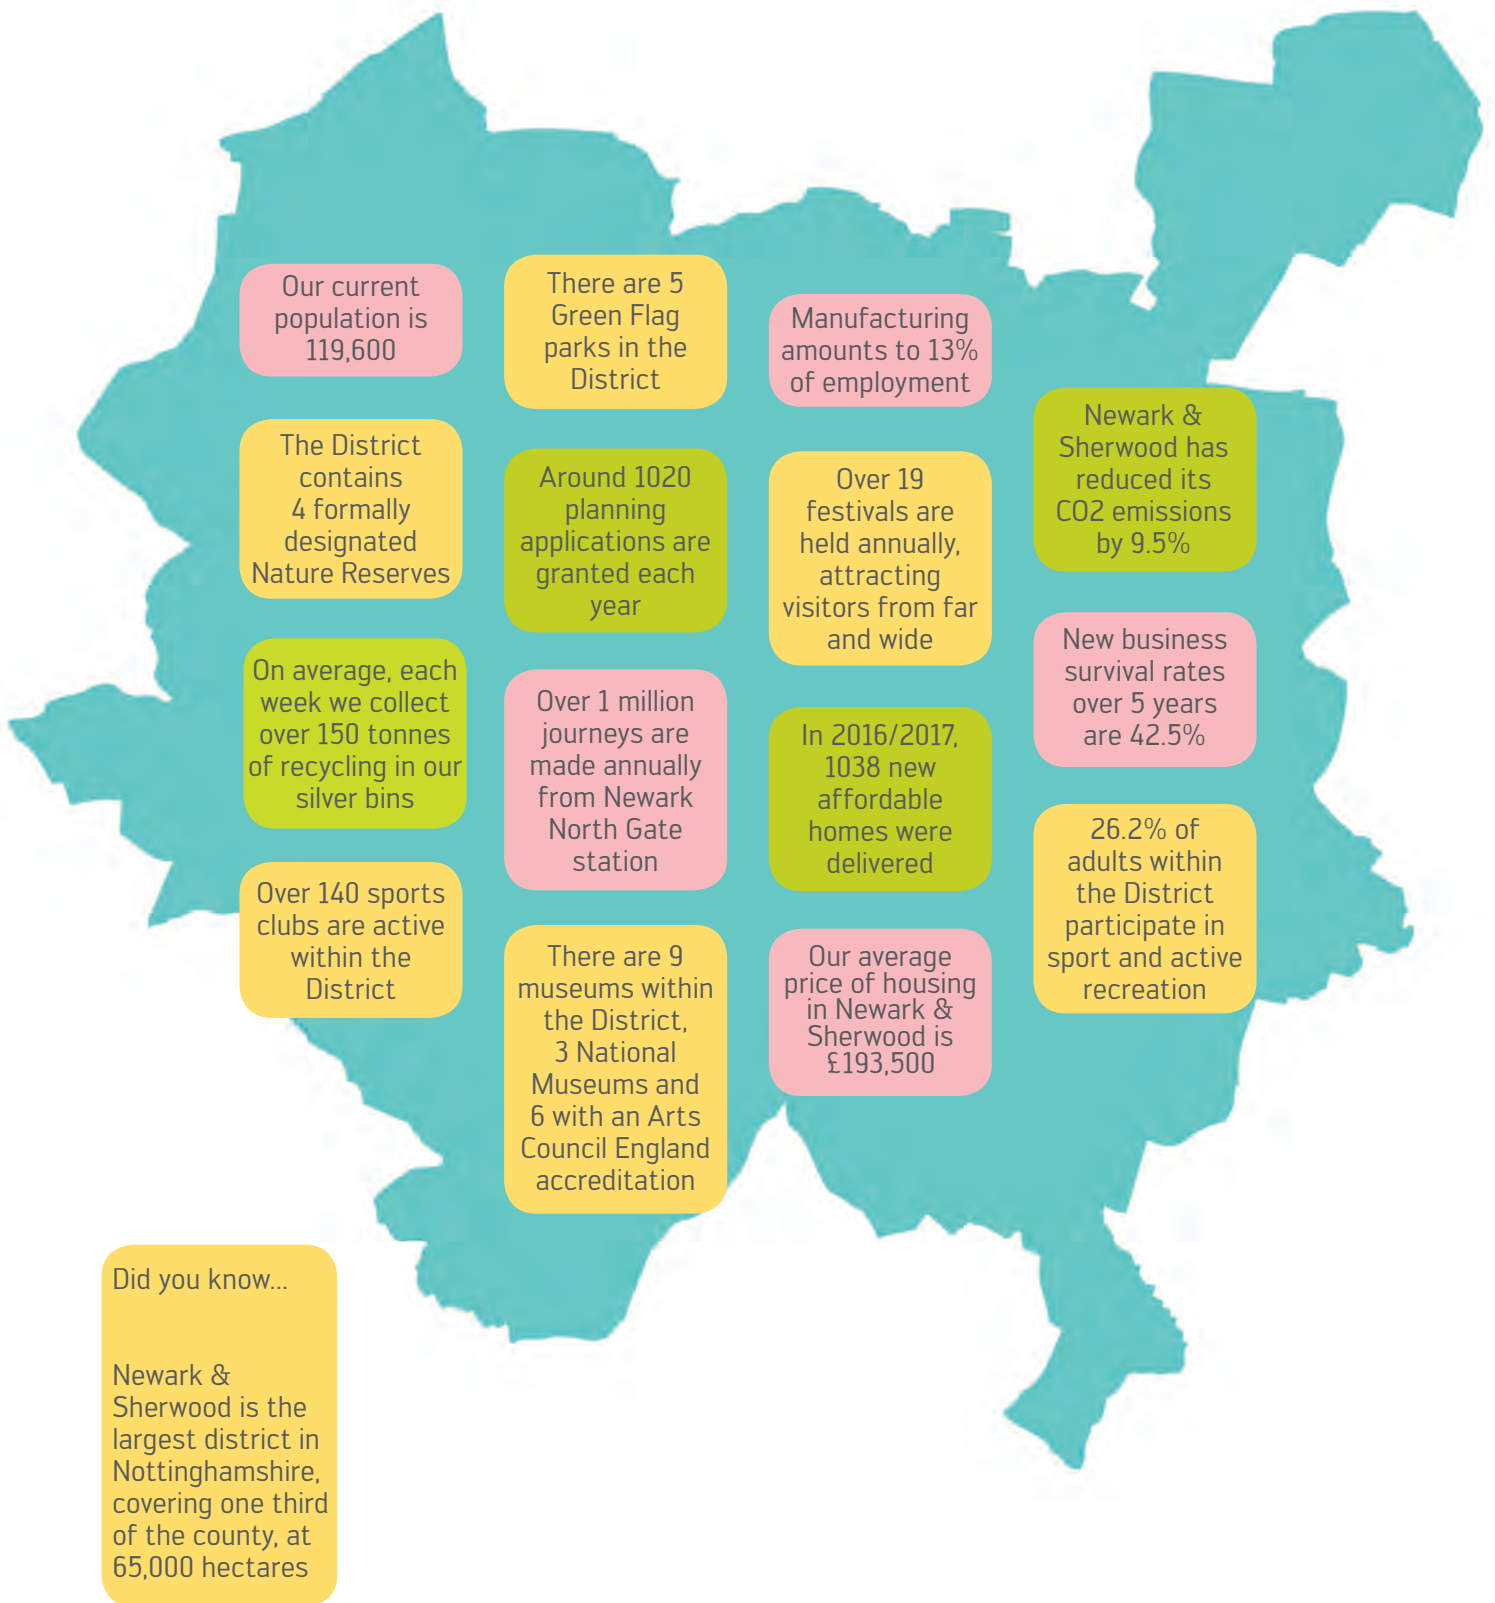 Our current
population is
119,600
The District
contains
4 formally
designated
Nature Reserves
On average, each
week we collect
over 150 tonnes
of recycling in our
silver bins
Over 140 sports
clubs are active
within the
District
There are 5
Green Flag
parks in the
District
Around 1020
planning
applications are
granted each
year
Over 1 million
journeys are
made annually
from Newark
North Gate
station
There are 9
museums within
the District,
3 National
Museums and
6 with an Arts
Council England
accreditation
Manufacturing
amounts to 13%
of employment
Over 19
festivals are
held annually,
attracting
visitors from far
and wide
In 2016/2017,
1038 new
affordable
homes were
delivered
Our average
price of housing
in Newark &
Sherwood is
£193,500
Newark &
Sherwood has
reduced its
CO2 emissions
by 9.5%
New business
survival rates
over 5 years
are 42.5%
26.2% of
adults within
the District
participate in
sport and active
recreation
Did you know...
Newark &
Sherwood is the
largest district in
Nottinghamshire,
covering one third
of the county, at
65,000 hectares